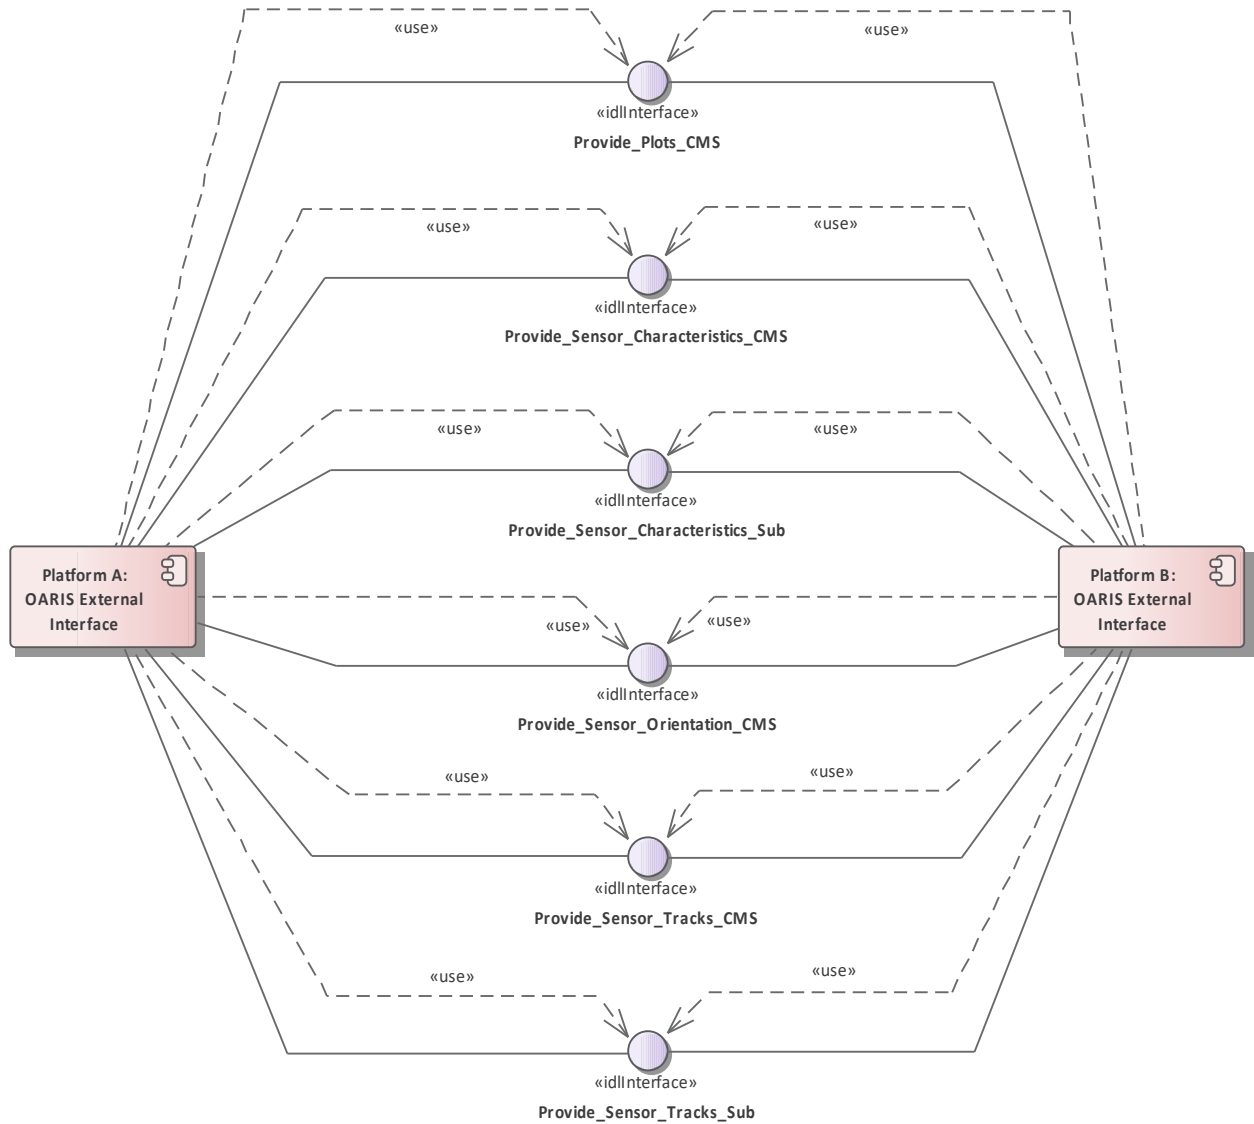 «use»
«use»
«idlInterface»
Provide_Plots_CMS
«use»
«use»
«idlInterface»
Provide_Sensor_Characteristics_CMS
«use»
«use»
«idlInterface»
Provide_Sensor_Characteristics_Sub
Platform A:
OARIS External
Interface
Platform B:
OARIS External
Interface
«use»
«use»
«idlInterface»
Provide_Sensor_Orientation_CMS
«use»
«use»
«idlInterface»
Provide_Sensor_Tracks_CMS
«use»
«use»
«idlInterface»
Provide_Sensor_Tracks_Sub